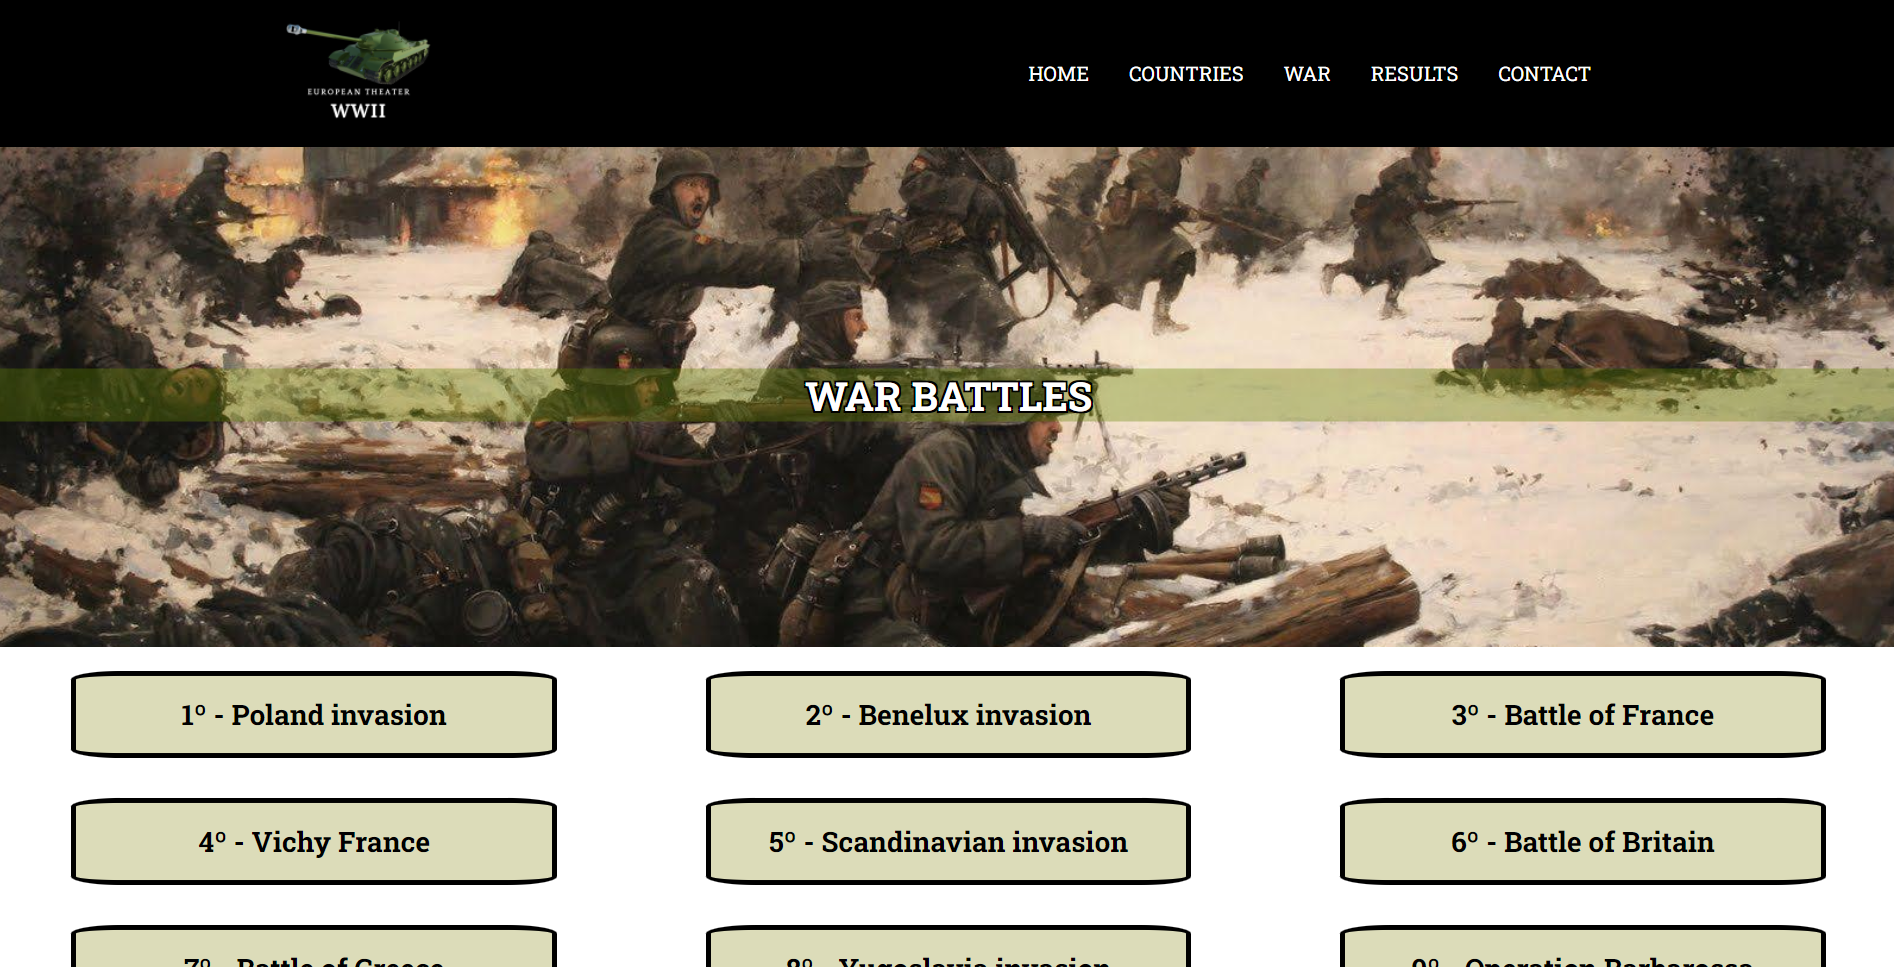 EUROPEAN THEATER
WWII
HOME COUNTRIES WAR RESULTS CONTACT
WAR BATTLES
1º - Poland invasion
2º - Benelux invasion
3º - Battle of France
4º - Vichy France
5º - Scandinavian invasion
6º - Battle of Britain
7º - Battle of Greece
8º - Yugoslavia invasion
9º - Operation Barbarossa